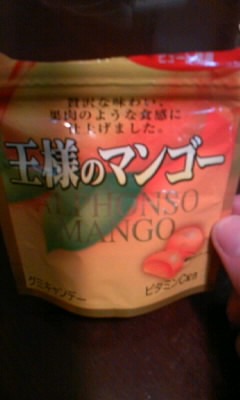 贅沢な味わい。
果肉のような食感に
仕上げました。
王様のマンゴー
ALPHONSO
MANGO
グミキャンデー
ビタミンC